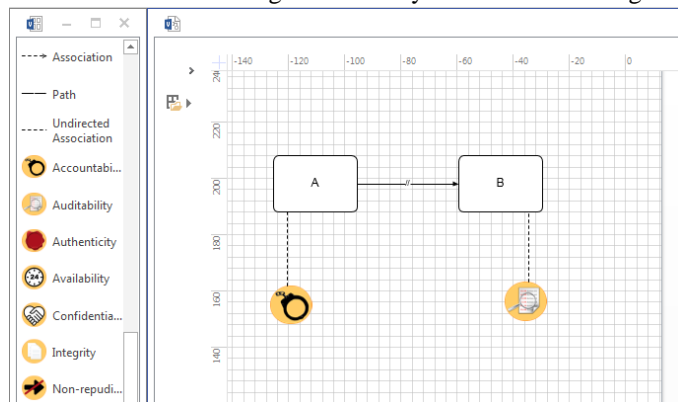 Association
Path
Undirected
Association
Accountabi...
Auditability
Authenticity
Availability
Confidentia...
Integrity
Non-repudi...
-140 -120 -100 -80 -60 -40 -20 0
24
220
200
180
160
140
A
//
B